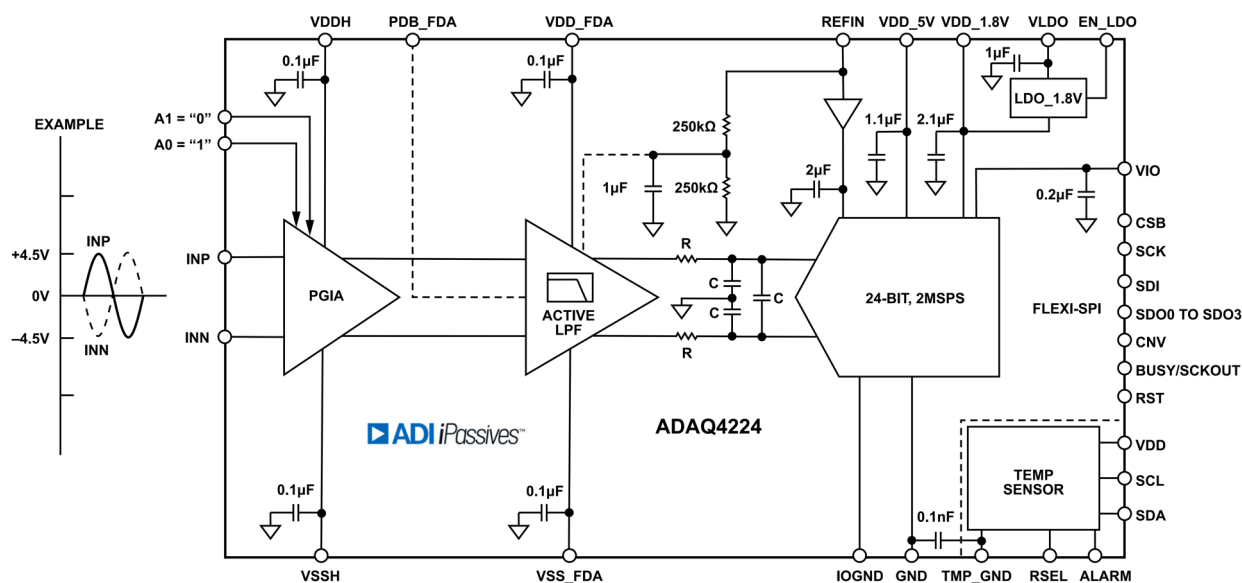 VDDH
PDB_FDA
VDD_FDA
REFIN
VDD_5V
VDD_1.8V
VLDO
EN_LDO
0.1µF
0.1µF
1µF
LDO_1.8V
A1 = “0”
A0 = “1”
EXAMPLE
250kΩ
1.1µF
2.1µF
1µF
250kΩ
2µF
VIO
0.2µF
CSB
INP
+4.5V
INP
R
SCK
0V
PGIA
ACTIVE
LPF
C
C
C
24-BIT, 2MSPS
FLEXI-SPI
SDI
SDO0 TO SDO3
–4.5V
INN
INN
R
CNV
BUSY/SCKOUT
RST
ADI iPassives™
ADAQ4224
VDD
TEMP
SENSOR
SCL
SDA
0.1µF
0.1µF
0.1nF
VSSH
VSS_FDA
IOGND
GND
TMP_GND
RSEL
ALARM